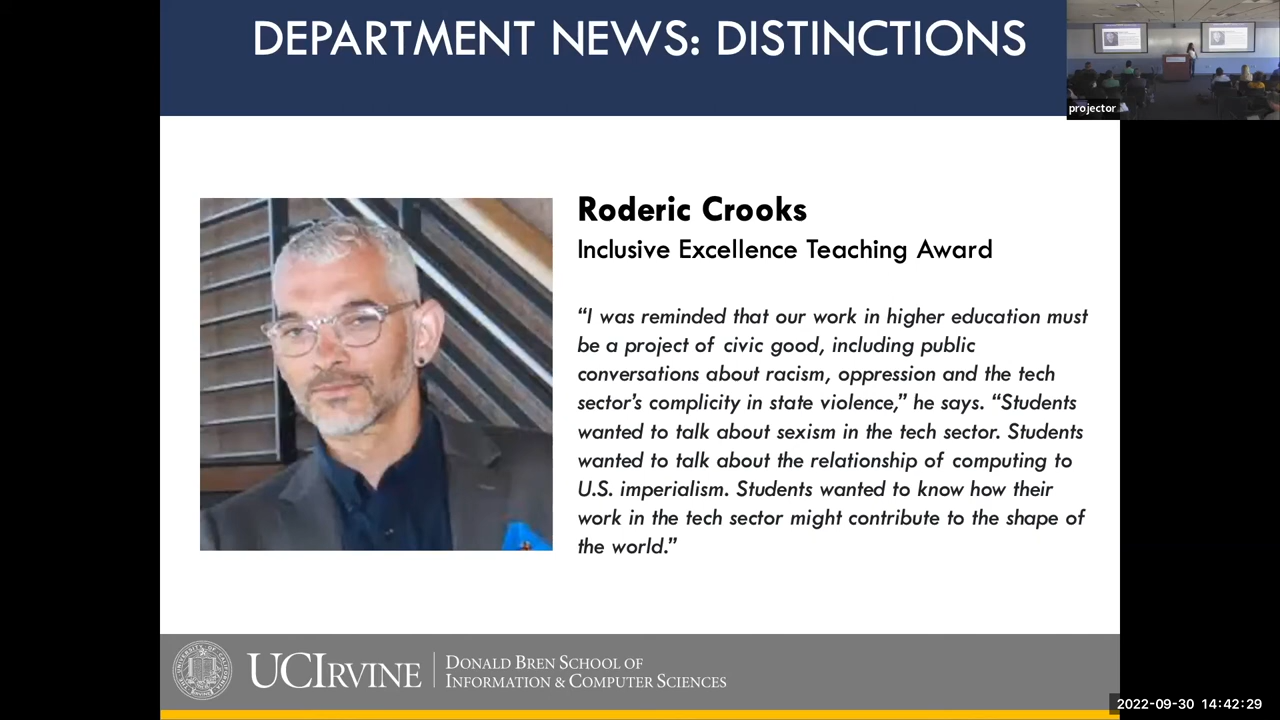 DEPARTMENT NEWS: DISTINCTIONS
projector
Roderic Crooks
Inclusive Excellence Teaching Award
“I was reminded that our work in higher education must
be a project of civic good, including public
conversations about racism, oppression and the tech
sector’s complicity in state violence,” he says. “Students
wanted to talk about sexism in the tech sector. Students
wanted to talk about the relationship of computing to
U.S. imperialism. Students wanted to know how their
work in the tech sector might contribute to the shape of
the world.”
UCIRVINE
DONALD BREN SCHOOL OF
INFORMATION & COMPUTER SCIENCES
2022-09-30 14:42:29